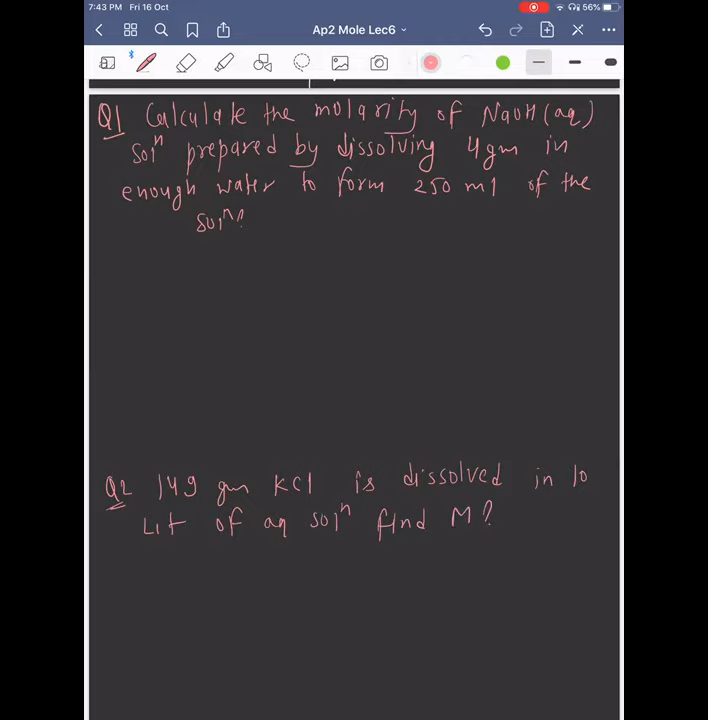 7:43 PM Fri 16 Oct 56%
Ap2 Mole Lec6
Q1 Calculate the molarity of NaOH(aq)
solⁿ prepared by dissolving 4gm in
enough water to form 250 ml of the
solⁿ?
Q2 149 gm KCl is dissolved in 10
Lit of aq solⁿ find M?